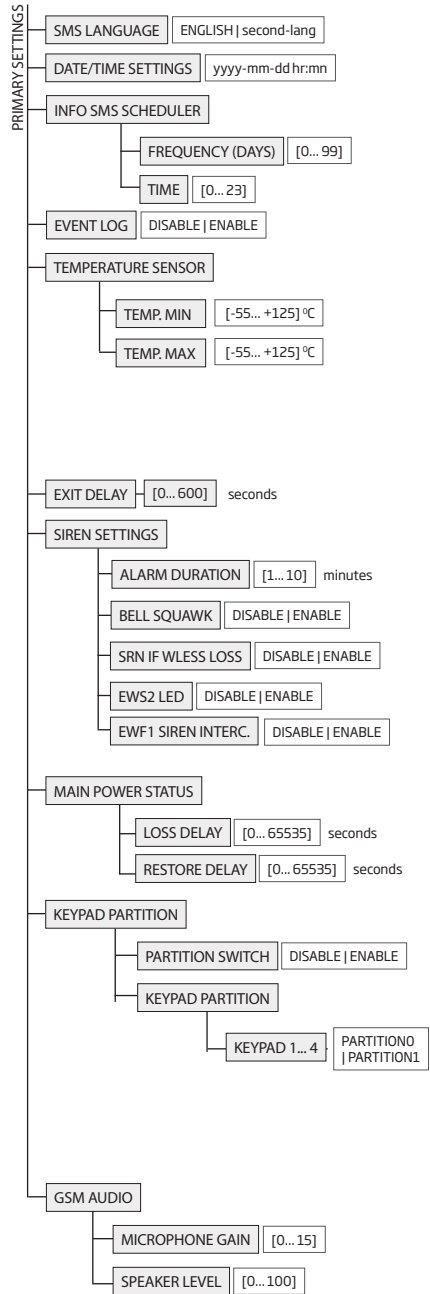 PRIMARY SETTINGS
SMS LANGUAGE ENGLISH | second-lang
DATE/TIME SETTINGS yyyy-mm-dd hr:mn
INFO SMS SCHEDULER
FREQUENCY (DAYS) [0... 99]
TIME [0... 23]
EVENT LOG DISABLE | ENABLE
TEMPERATURE SENSOR
TEMP. MIN [-55... +125] ⁰C
TEMP. MAX [-55... +125] ⁰C
EXIT DELAY [0... 600] seconds
SIREN SETTINGS
ALARM DURATION [1... 10] minutes
BELL SQUAWK DISABLE | ENABLE
SRN IF WLESS LOSS DISABLE | ENABLE
EWS2 LED DISABLE | ENABLE
EWF1 SIREN INTERC. DISABLE | ENABLE
MAIN POWER STATUS
LOSS DELAY [0... 65535] seconds
RESTORE DELAY [0... 65535] seconds
KEYPAD PARTITION
PARTITION SWITCH DISABLE | ENABLE
KEYPAD PARTITION
KEYPAD 1... 4 PARTITION0
| PARTITION1
GSM AUDIO
MICROPHONE GAIN [0... 15]
SPEAKER LEVEL [0... 100]